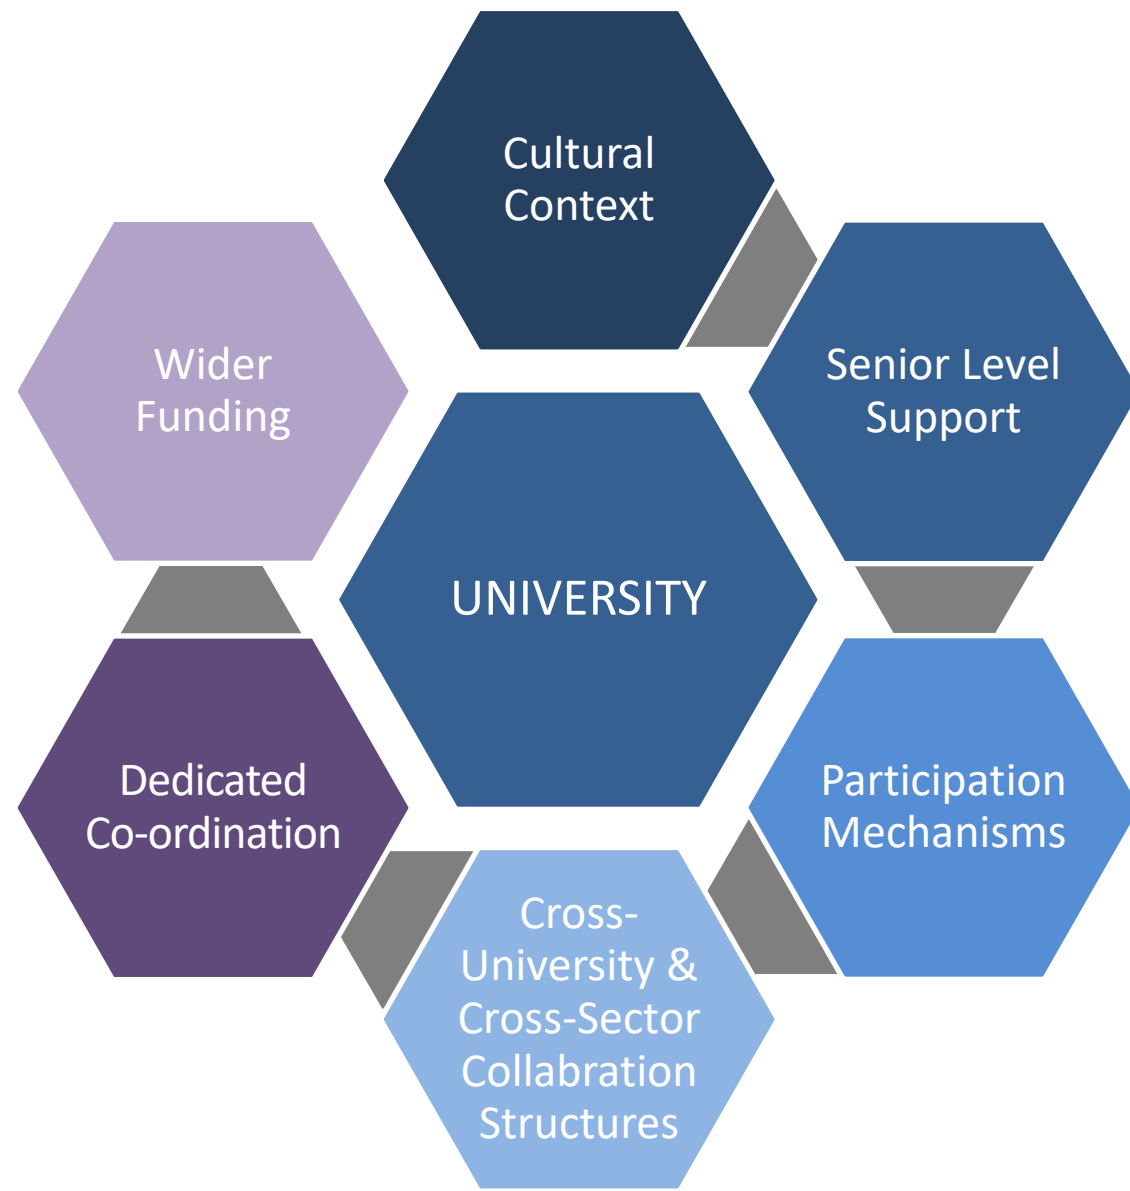 Cultural
Context
Senior Level
Support
Participation
Mechanisms
Cross-
University &
Cross-Sector
Collabration
Structures
Dedicated
Co-ordination
Wider
Funding
UNIVERSITY